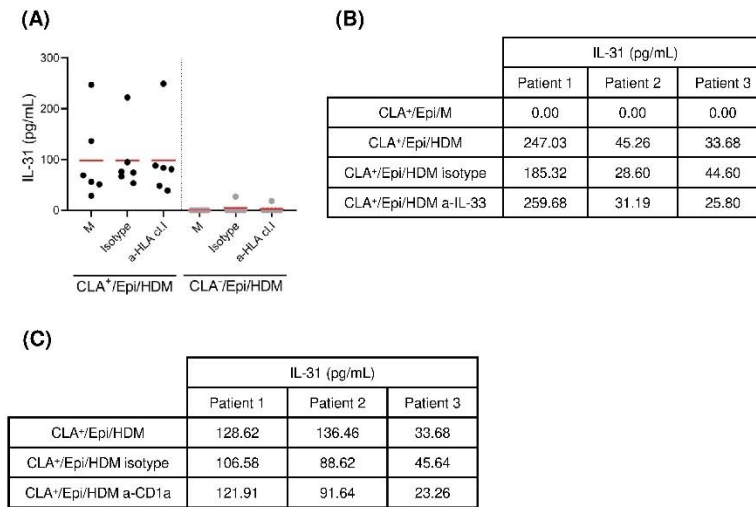 (A)
300
200
100
0
IL-31 (pg/mL)
M
Isotype
a-HLA cl.I
M
Isotype
a-HLA cl.I
CLA⁺/Epi/HDM
CLA⁻/Epi/HDM
(B)
IL-31 (pg/mL)
Patient 1 Patient 2 Patient 3
CLA⁺/Epi/M 0.00 0.00 0.00
CLA⁺/Epi/HDM 247.03 45.26 33.68
CLA⁺/Epi/HDM isotype 185.32 28.60 44.60
CLA⁺/Epi/HDM a-IL-33 259.68 31.19 25.80
(C)
IL-31 (pg/mL)
Patient 1 Patient 2 Patient 3
CLA⁺/Epi/HDM 128.62 136.46 33.68
CLA⁺/Epi/HDM isotype 106.58 88.62 45.64
CLA⁺/Epi/HDM a-CD1a 121.91 91.64 23.26